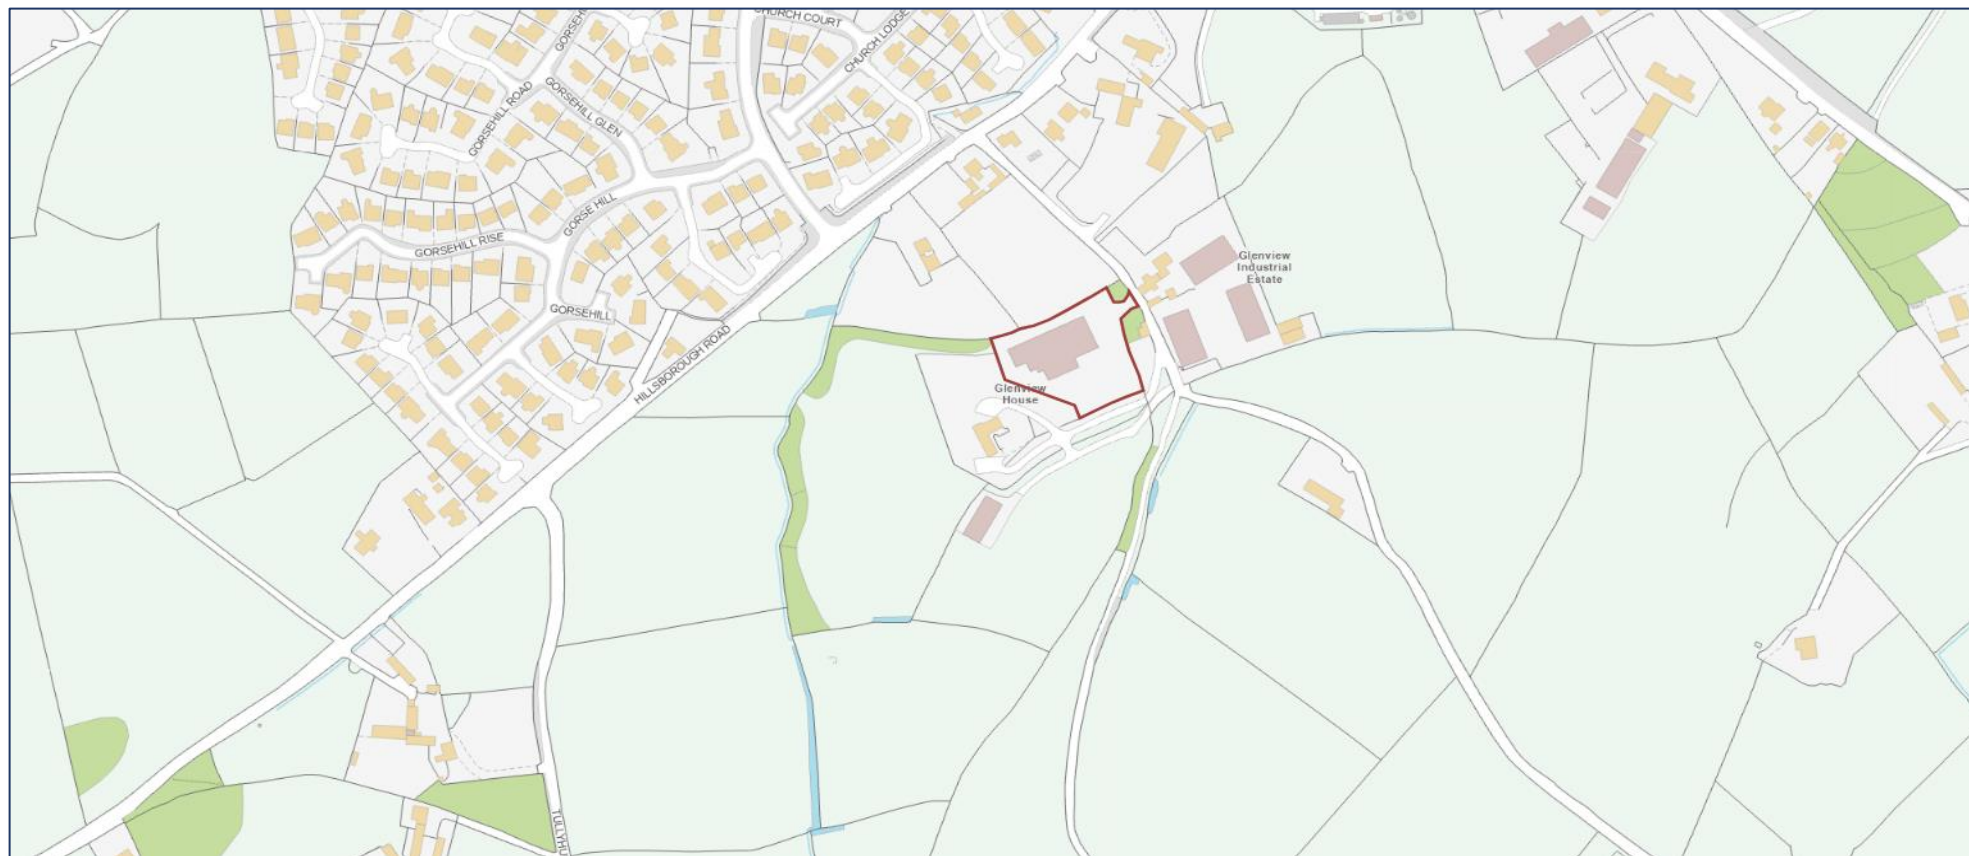 CHURCH COURT
CHURCH LODGE
GORSEHILL ROAD
GORSEHILL GLEN
GORSE HILL
GORSEHILL RISE
GORSEHILL
HILLSBOROUGH ROAD
Glenview
Industrial
Estate
Glenview
House